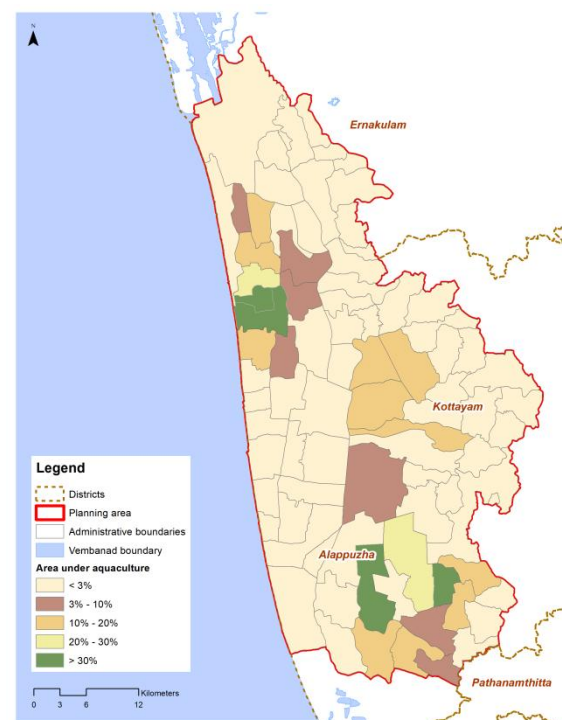 N
Ernakulam
Kottayam
Alappuzha
Pathanamthitta
Legend
Districts
Planning area
Administrative boundaries
Vembanad boundary
Area under aquaculture
< 3%
3% - 10%
10% - 20%
20% - 30%
> 30%
Kilometers
0 3 6 12